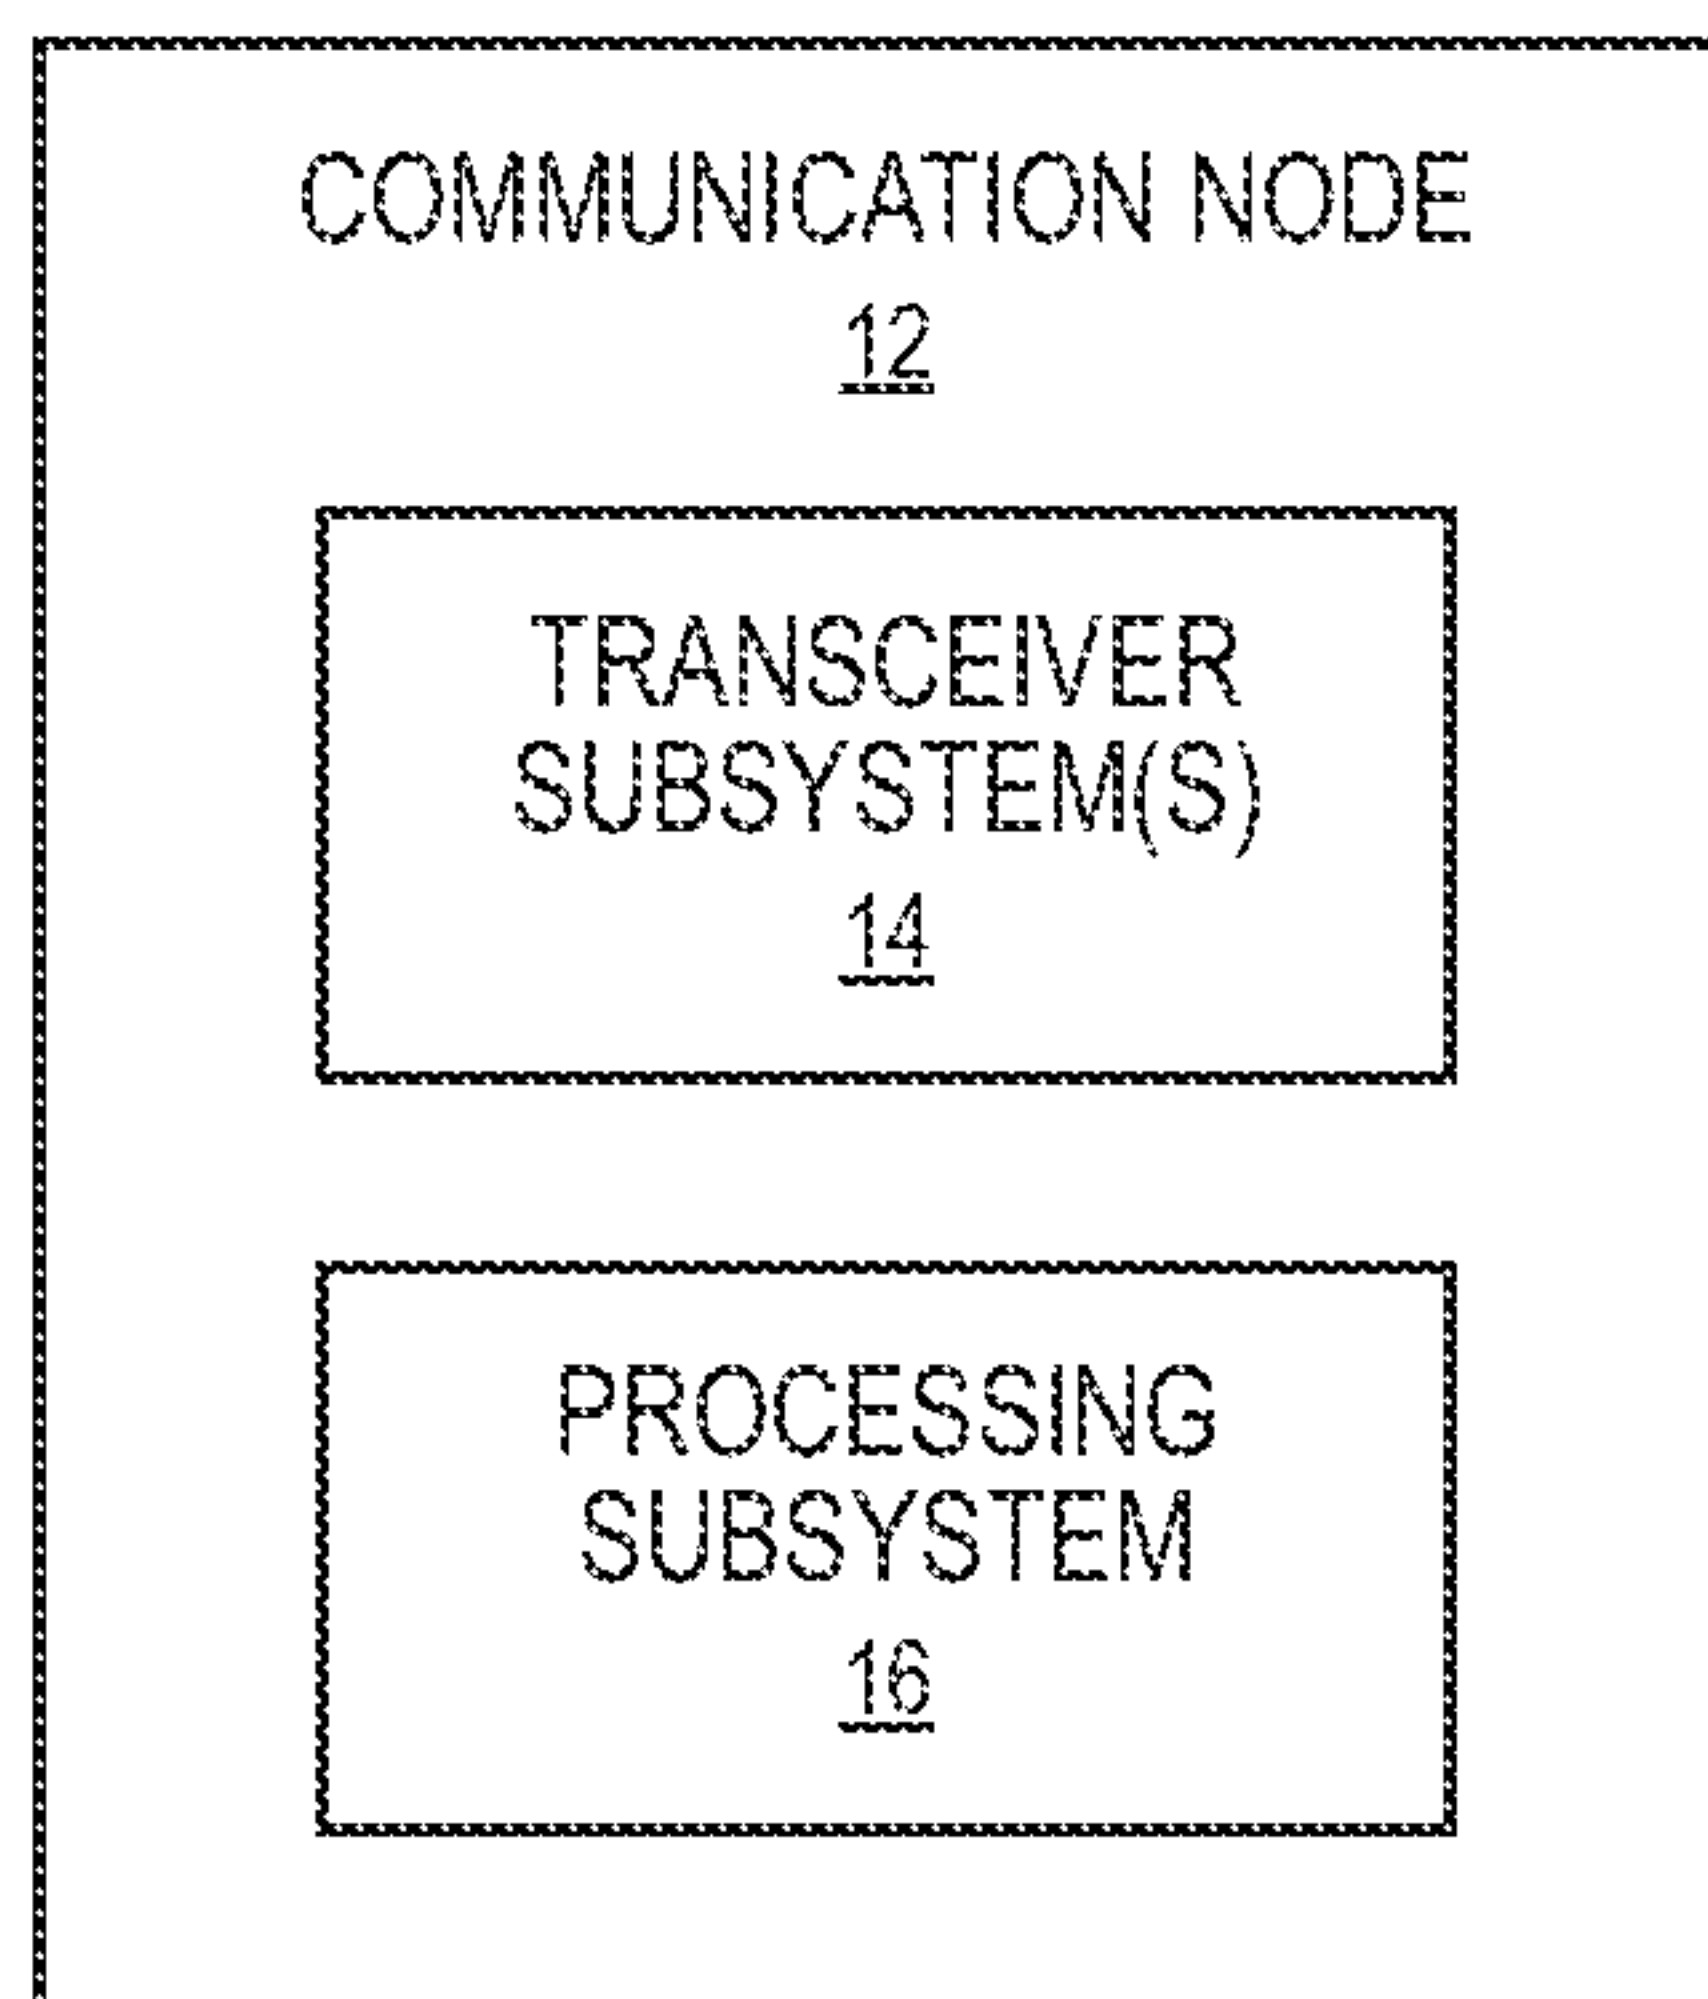 COMMUNICATION NODE
12
TRANSCEIVER
SUBSYSTEM(S)
14
PROCESSING
SUBSYSTEM
16